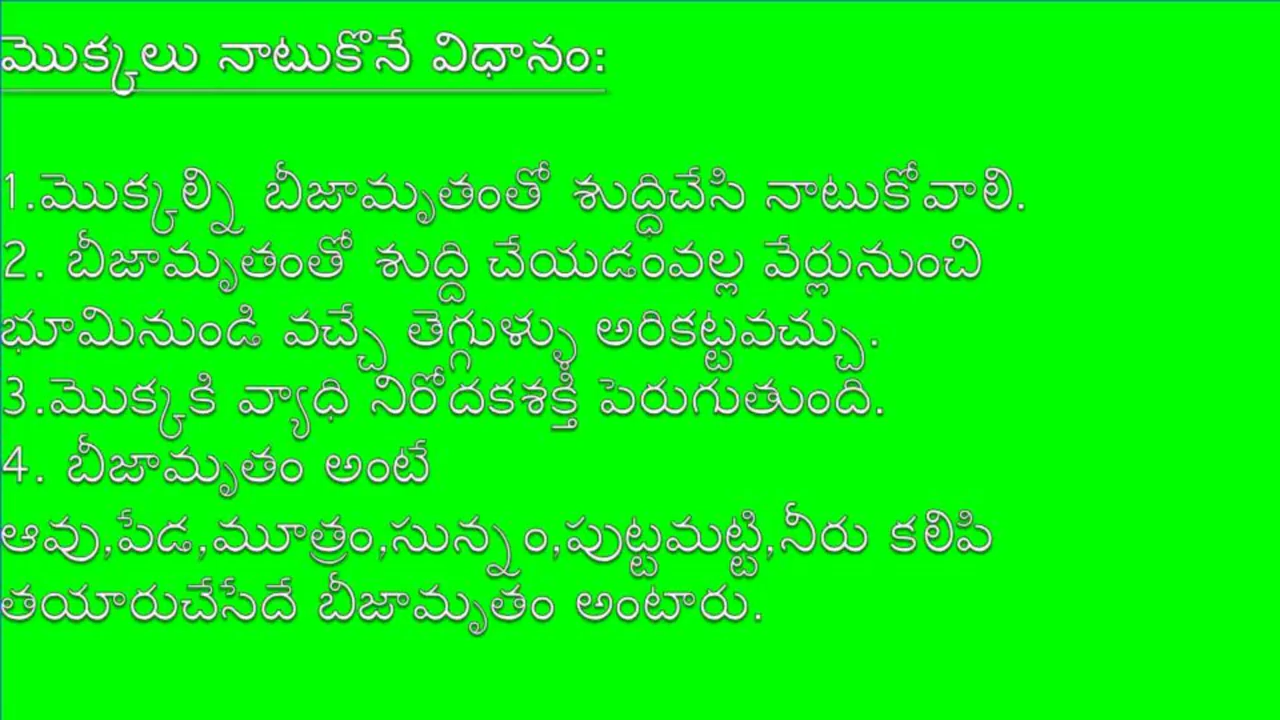 మొక్కలు నాటుకొనే విధానం:
1.మొక్కల్ని బీజామృతంతో శుద్ధిచేసి నాటుకోవాలి.
2. బీజామృతంతో శుద్ది చేయడంవల్ల వేర్లునుంచి
భూమినుండి వచ్చే తెగ్గుళ్ళు అరికట్టవచ్చు.
3.మొక్కకి వ్యాధి నిరోదకశక్తి పెరుగుతుంది.
4. బీజామృతం అంటే
ఆవు,పేడ,మూత్రం,సున్నం,పుట్టమట్టి,నీరు కలిపి
తయారుచేసేదే బీజామృతం అంటారు.